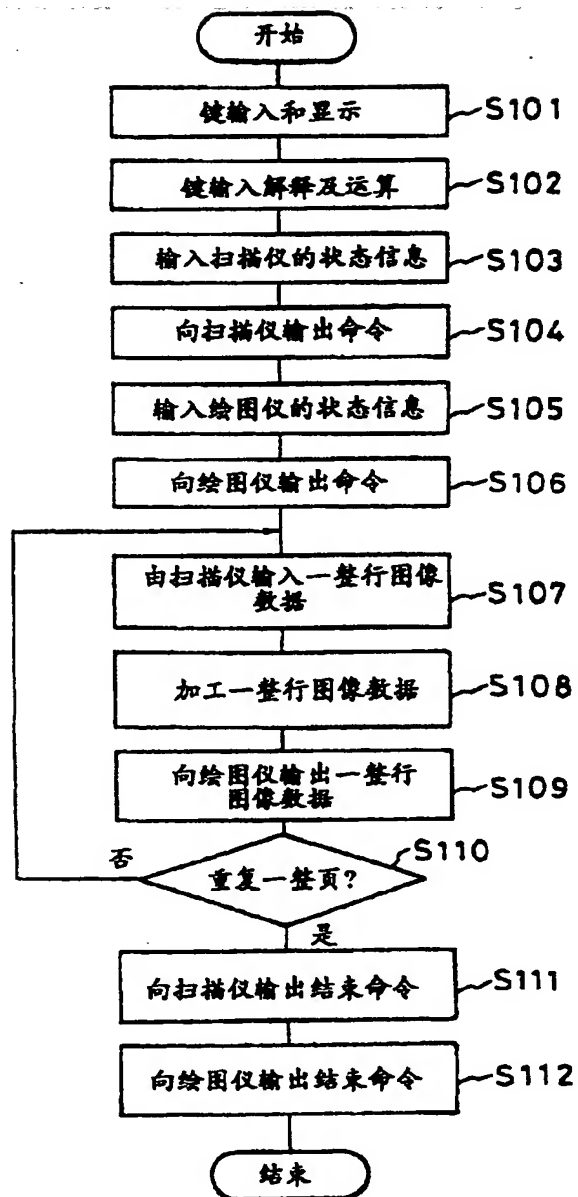 开始
键输入和显示
S101
键输入解释及运算
S102
输入扫描仪的状态信息
S103
向扫描仪输出命令
S104
输入绘图仪的状态信息
S105
向绘图仪输出命令
S106
由扫描仪输入一整行图像
数据
S107
加工一整行图像数据
S108
向绘图仪输出一整行
图像数据
S109
S110
否
重复一整页?
是
向扫描仪输出结束命令
S111
向绘图仪输出结束命令
S112
结束